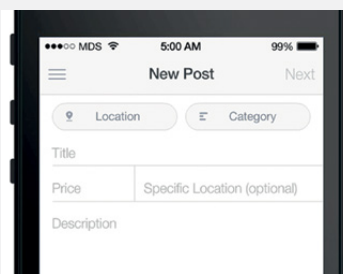 MDS 5:00 AM 99%
New Post Next
Location Category
Title
Price Specific Location (optional)
Description